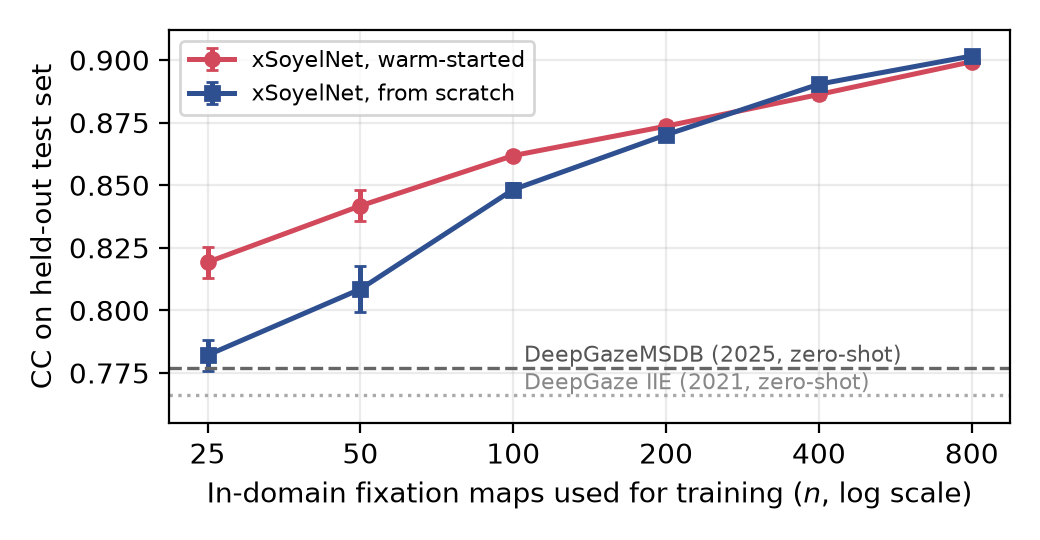 xSoyelNet, warm-started
xSoyelNet, from scratch
CC on held-out test set
0.900
0.875
0.850
0.825
0.800
0.775
DeepGazeMSDB (2025, zero-shot)
DeepGaze IIE (2021, zero-shot)
25 50 100 200 400 800
In-domain fixation maps used for training (n, log scale)